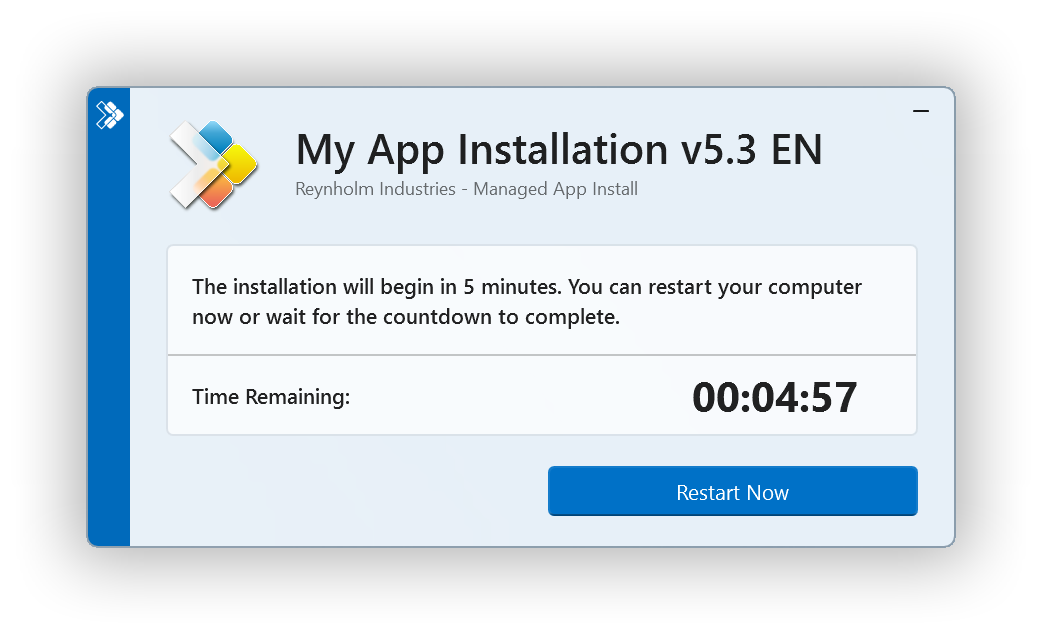 My App Installation v5.3 EN
Reynholm Industries - Managed App Install
The installation will begin in 5 minutes. You can restart your computer
now or wait for the countdown to complete.
Time Remaining:
00:04:57
Restart Now